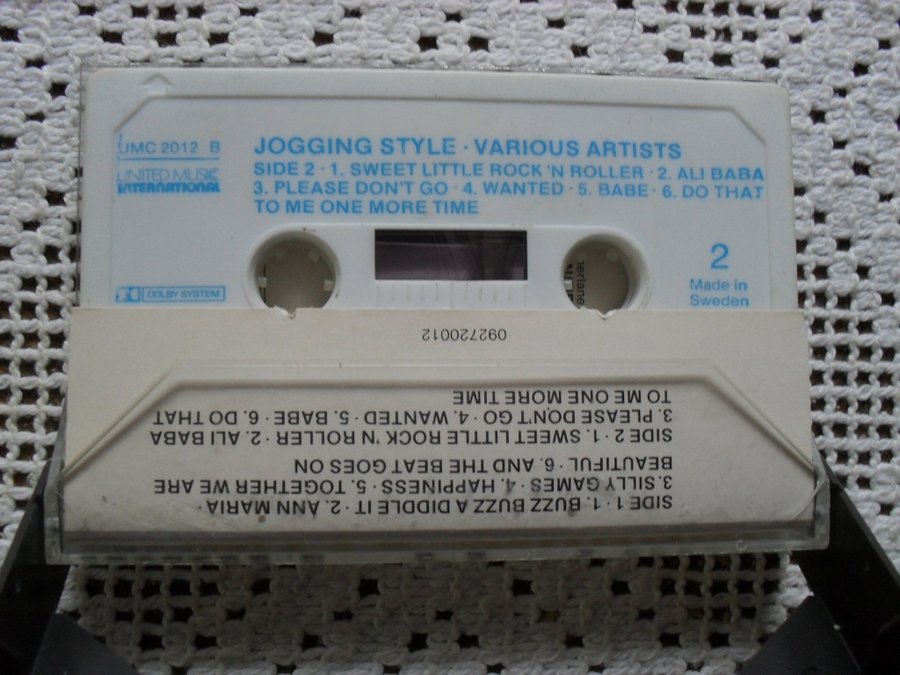 UMC 2012 B
UNITED MUSIC
INTERNATIONAL
JOGGING STYLE · VARIOUS ARTISTS
SIDE 2 · 1. SWEET LITTLE ROCK 'N ROLLER · 2. ALI BABA
3. PLEASE DON'T GO · 4. WANTED · 5. BABE · 6. DO THAT
TO ME ONE MORE TIME
2
Made in
Sweden
DOLBY SYSTEM
092720012
SIDE 1 · 1. BUZZ BUZZ A DIDDLE IT · 2. ANN MARIA ·
3. SILLY GAMES · 4. HAPPINESS · 5. TOGETHER WE ARE
BEAUTIFUL · 6. AND THE BEAT GOES ON
SIDE 2 · 1. SWEET LITTLE ROCK 'N ROLLER · 2. ALI BABA
3. PLEASE DON'T GO · 4. WANTED · 5. BABE · 6. DO THAT
TO ME ONE MORE TIME